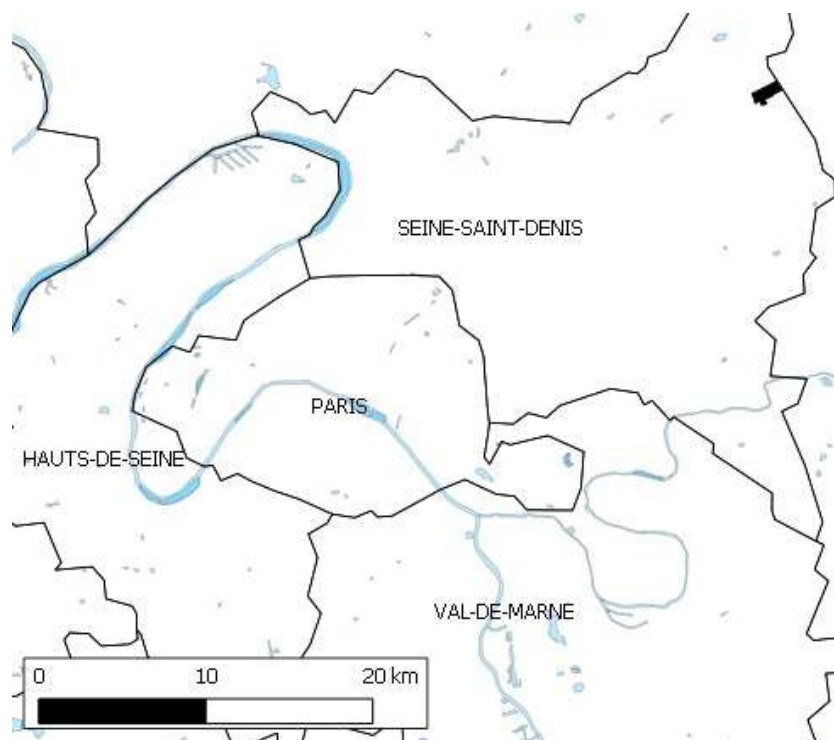 SEINE-SAINT-DENIS
PARIS
HAUTS-DE-SEINE
VAL-DE-MARNE
0 10 20 km